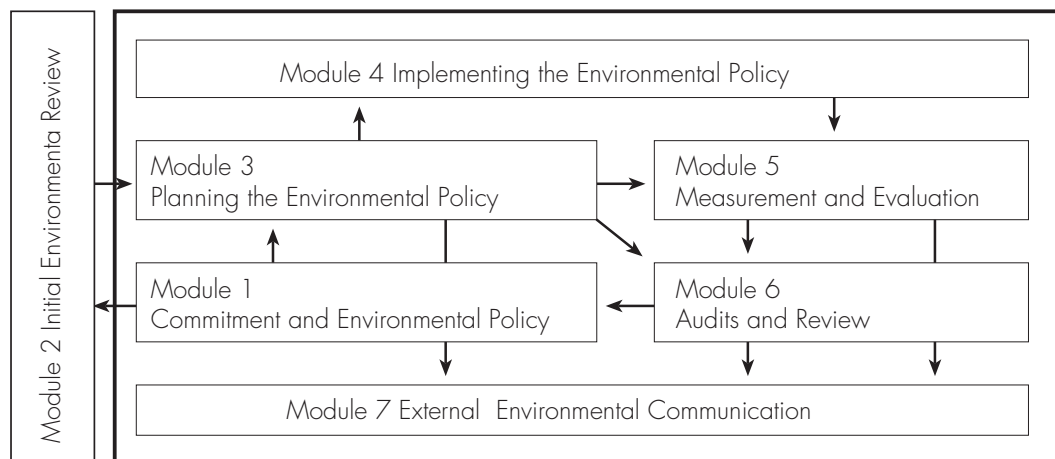 Module 2 Initial Environmenta Review
Module 4 Implementing the Environmental Policy
Module 3
Planning the Environmental Policy
Module 5
Measurement and Evaluation
Module 1
Commitment and Environmental Policy
Module 6
Audits and Review
Module 7 External Environmental Communication